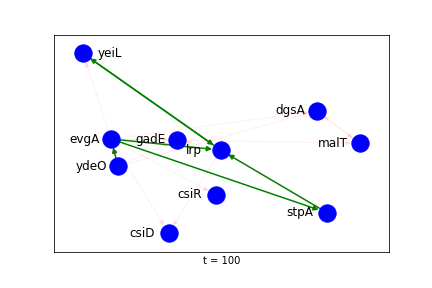 yeiL
dgsA
evgA
gadE
malT
lrp
ydeO
csiR
stpA
csiD
t = 100